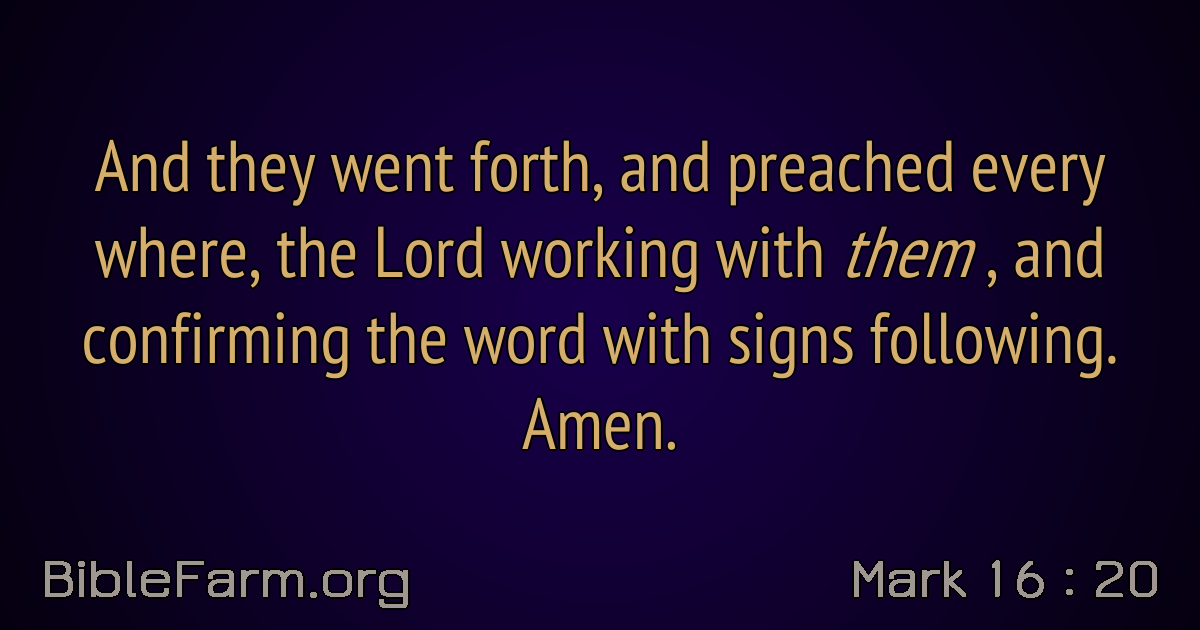 And they went forth, and preached every
where, the Lord working with them , and
confirming the word with signs following.
Amen.
BibleFarm.org
Mark 16 : 20